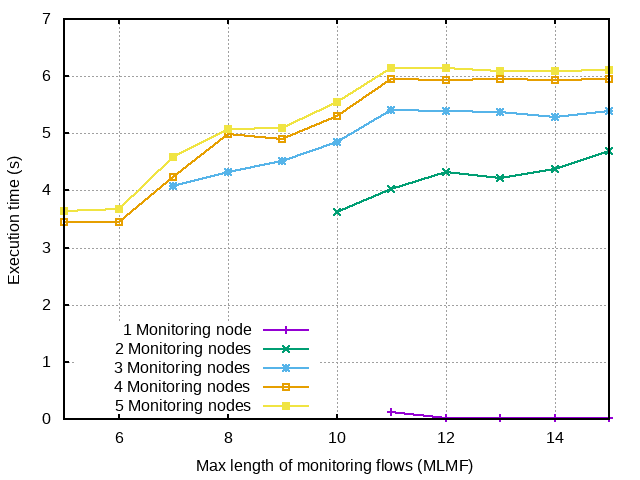 7
6
5
4
3
2
1
0
Execution time (s)
1 Monitoring node
2 Monitoring nodes
3 Monitoring nodes
4 Monitoring nodes
5 Monitoring nodes
6 8 10 12 14
Max length of monitoring flows (MLMF)